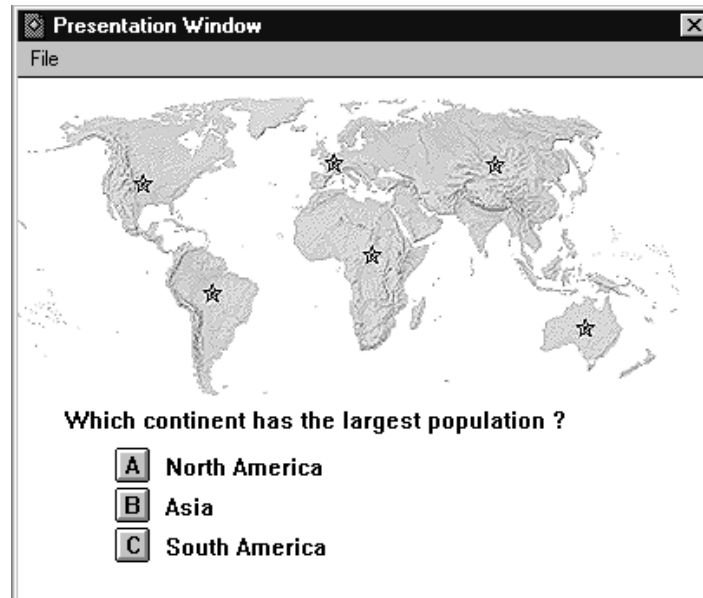 Presentation Window
File
Which continent has the largest population ?
A North America
B Asia
C South America